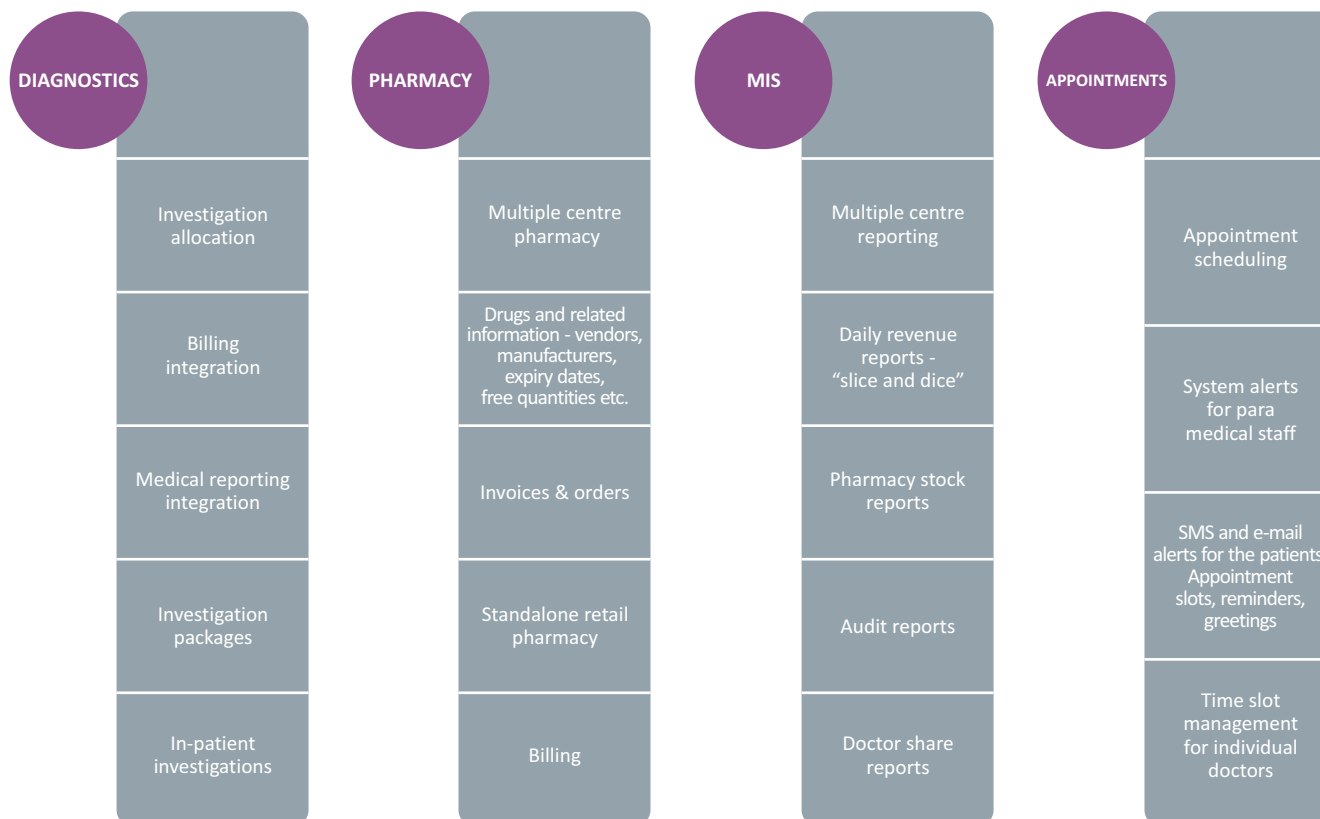 DIAGNOSTICS
Investigation
allocation
Billing
integration
Medical reporting
integration
Investigation
packages
In-patient
investigations
PHARMACY
Multiple centre
pharmacy
Drugs and related
information - vendors,
manufacturers,
expiry dates,
free quantities etc.
Invoices & orders
Standalone retail
pharmacy
Billing
MIS
Multiple centre
reporting
Daily revenue
reports -
“slice and dice”
Pharmacy stock
reports
Audit reports
Doctor share
reports
APPOINTMENTS
Appointment
scheduling
System alerts
for para
medical staff
SMS and e-mail
alerts for the patients
Appointment
slots, reminders,
greetings
Time slot
management
for individual
doctors